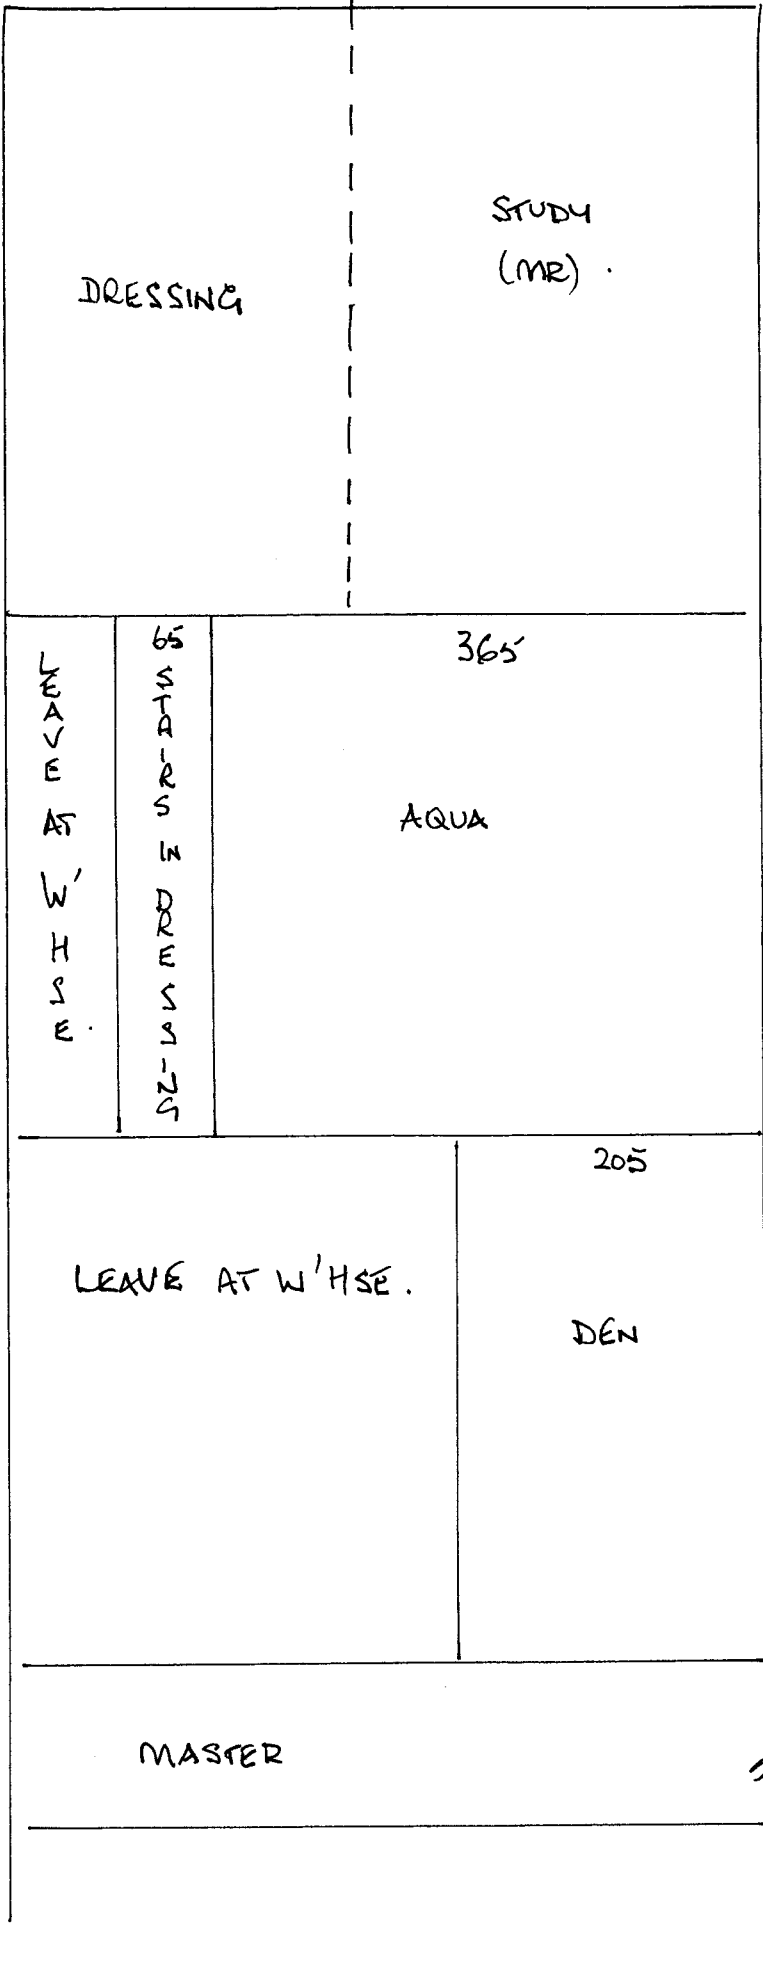 STUDY
(MR) .
DRESSING
365
65
LEAVE AT W'HSE.
STAIRS IN DRESSING
AQUA
205
LEAVE AT W'HSE.
DEN
MASTER